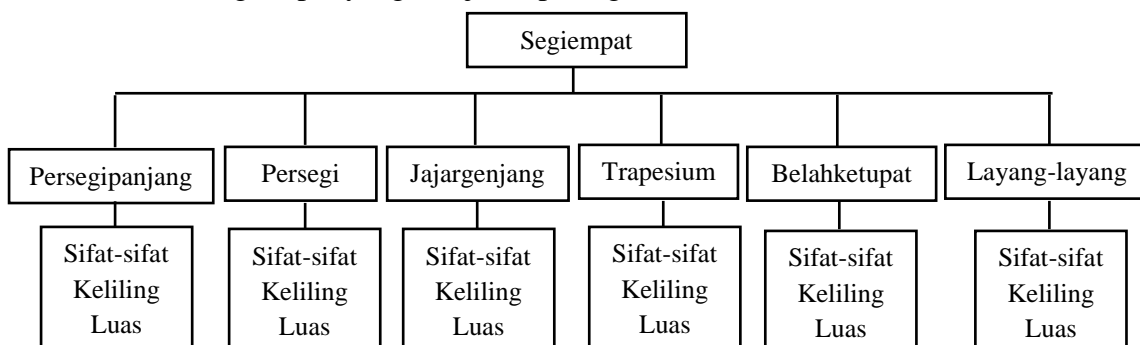 Segiempat
Persegipanjang
Persegi
Jajargenjang
Trapesium
Belahketupat
Layang-layang
Sifat-sifat
Keliling
Luas
Sifat-sifat
Keliling
Luas
Sifat-sifat
Keliling
Luas
Sifat-sifat
Keliling
Luas
Sifat-sifat
Keliling
Luas
Sifat-sifat
Keliling
Luas